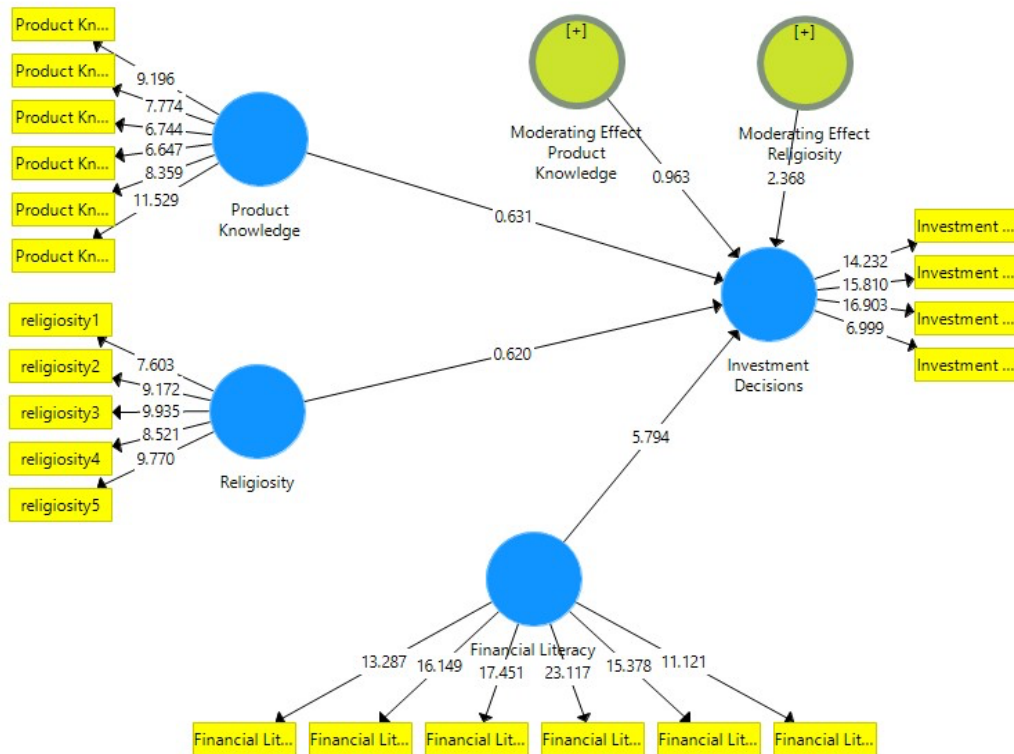 Product Kn...
Product Kn...
Product Kn...
Product Kn...
Product Kn...
Product Kn...
9.196
7.774
6.744
6.647
8.359
11.529
Product
Knowledge
[+]
Moderating Effect
Product
Knowledge
0.963
[+]
Moderating Effect
Religiosity
2.368
0.631
religiosity1
religiosity2
religiosity3
religiosity4
religiosity5
7.603
9.172
9.935
8.521
9.770
Religiosity
0.620
Investment
Decisions
14.232
15.810
16.903
6.999
Investment ...
Investment ...
Investment ...
Investment ...
5.794
Financial Literacy
13.287
16.149
17.451
23.117
15.378
11.121
Financial Lit...
Financial Lit...
Financial Lit...
Financial Lit...
Financial Lit...
Financial Lit...